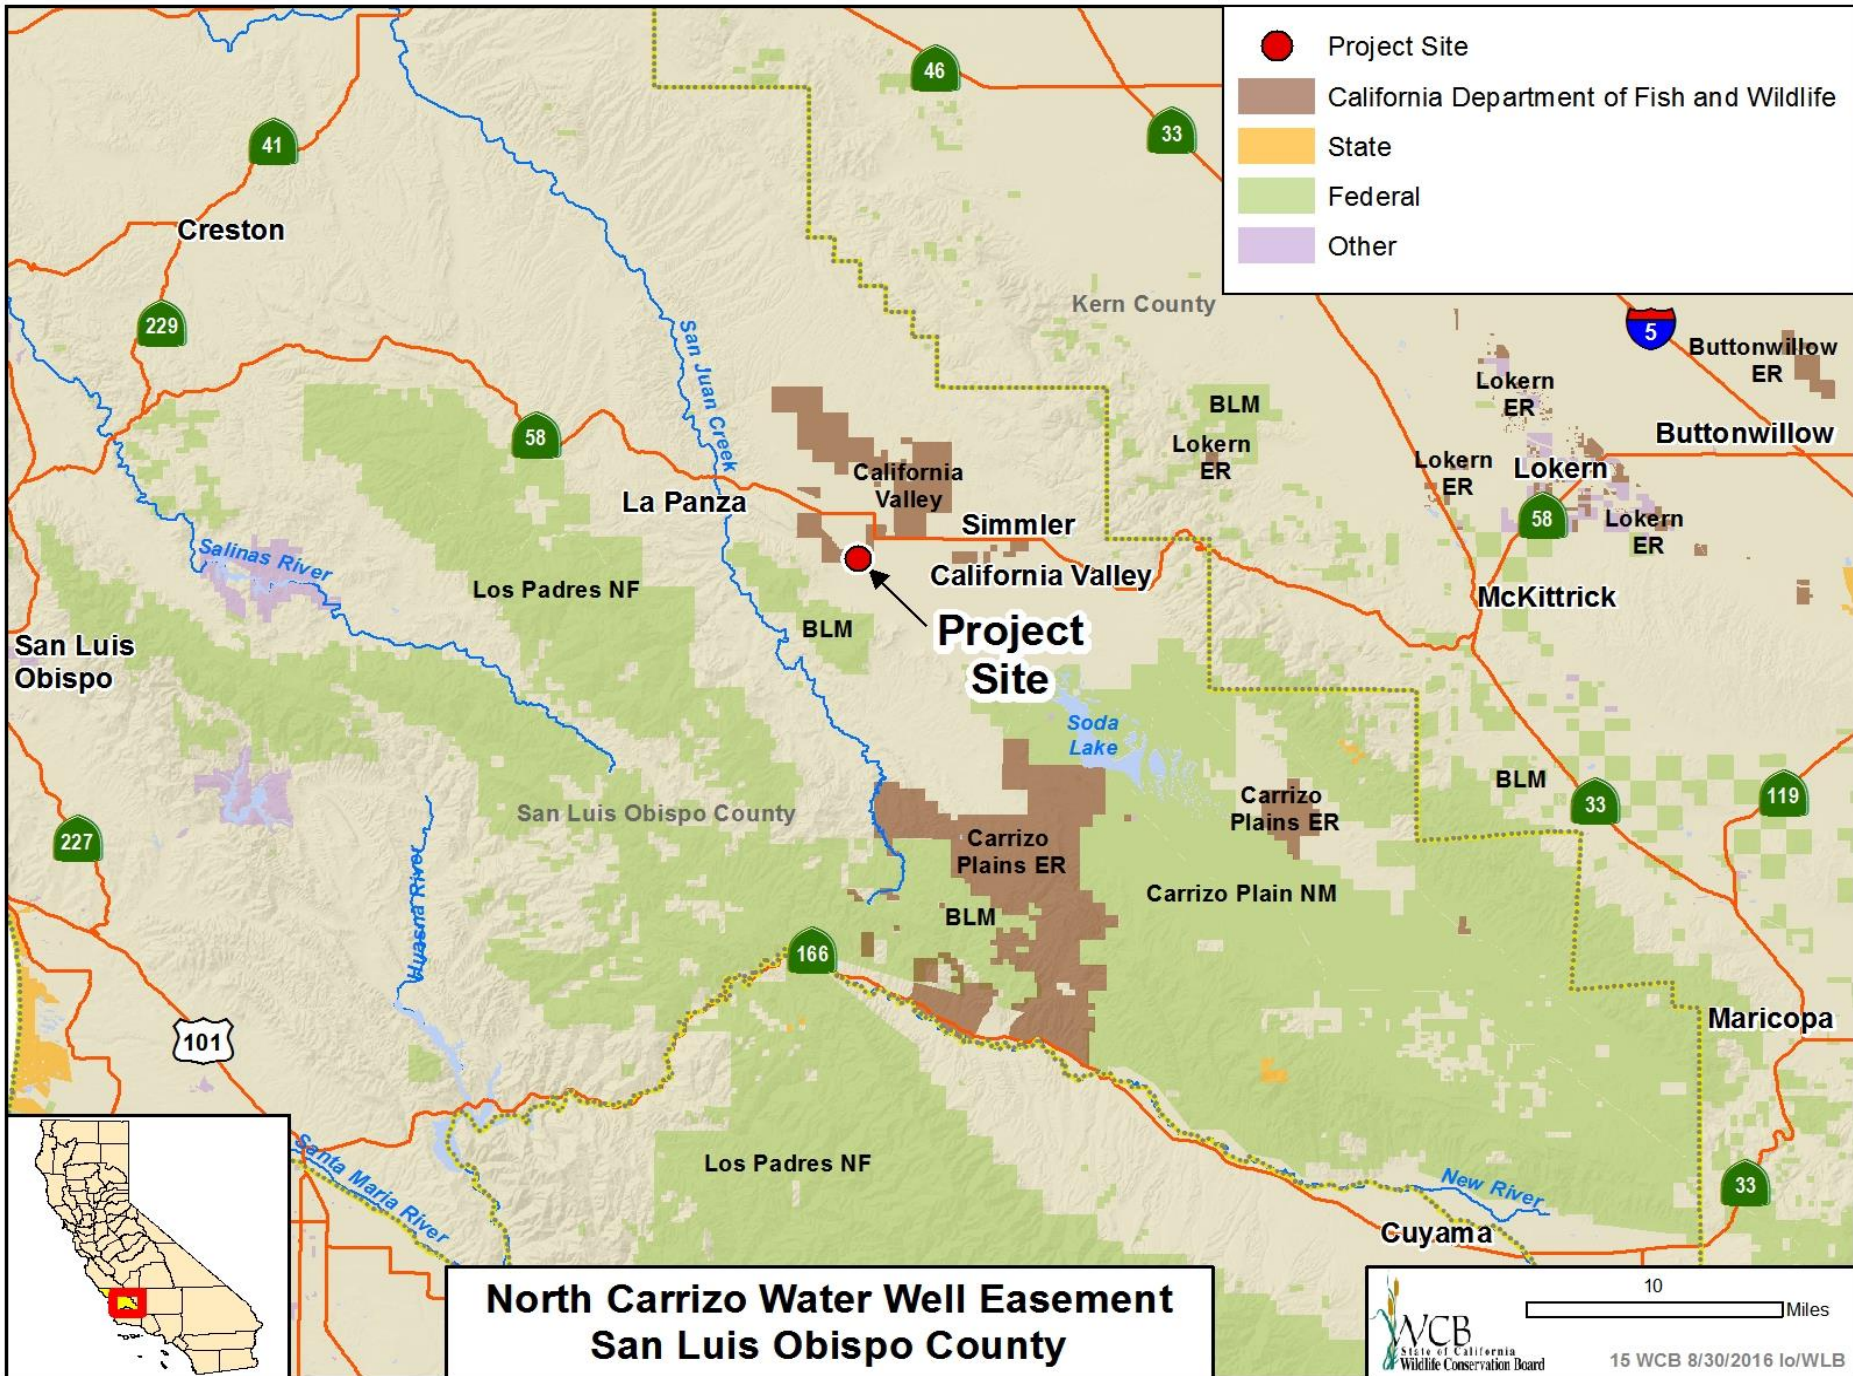 Project Site
California Department of Fish and Wildlife
State
Federal
Other
46
33
41
Creston
229
Kern County
5
Buttonwillow
ER
Lokern
ER
San Juan Creek
BLM
58
Lokern
ER
Buttonwillow
Lokern
ER
Lokern
California
Valley
La Panza
Simmler
58
Lokern
ER
Salinas River
Los Padres NF
California Valley
McKittrick
San Luis
Obispo
BLM
Project
Site
Soda
Lake
BLM
Carrizo
Plains ER
33
119
San Luis Obispo County
227
Carrizo
Plains ER
Huasna River
Carrizo Plain NM
BLM
166
101
Maricopa
Santa Maria River
Los Padres NF
New River
33
Cuyama
North Carrizo Water Well Easement
San Luis Obispo County
10
Miles
WCB
State of California
Wildlife Conservation Board
15 WCB 8/30/2016 lo/WLB